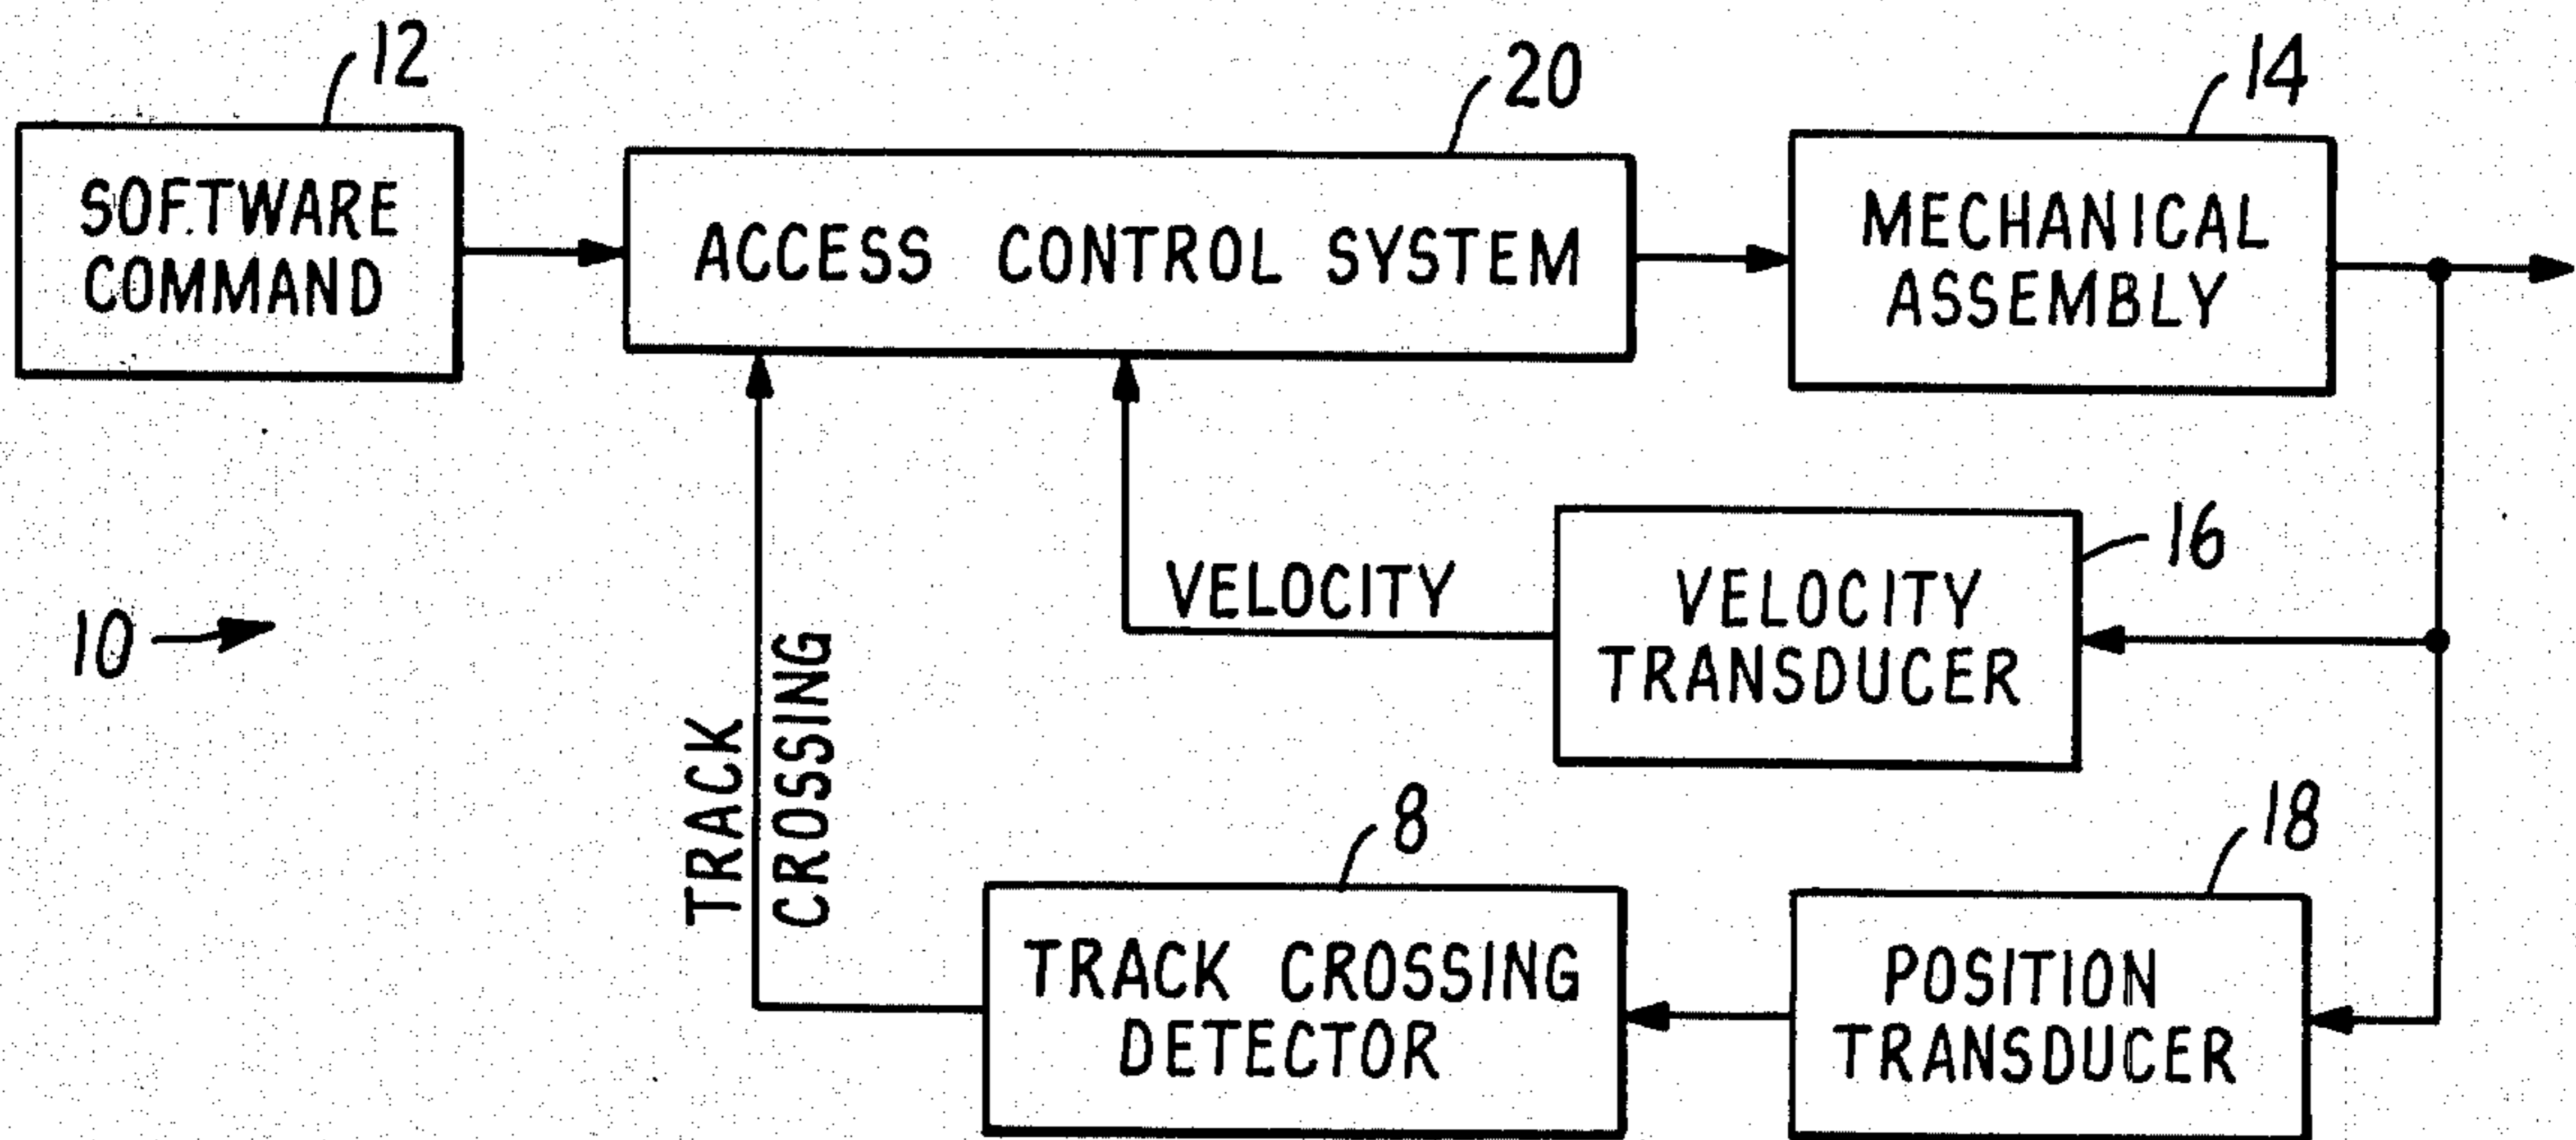 12
20
14
SOFTWARE
COMMAND
ACCESS CONTROL SYSTEM
MECHANICAL
ASSEMBLY
16
VELOCITY
VELOCITY
TRANSDUCER
10
TRACK
CROSSING
8
18
TRACK CROSSING
DETECTOR
POSITION
TRANSDUCER